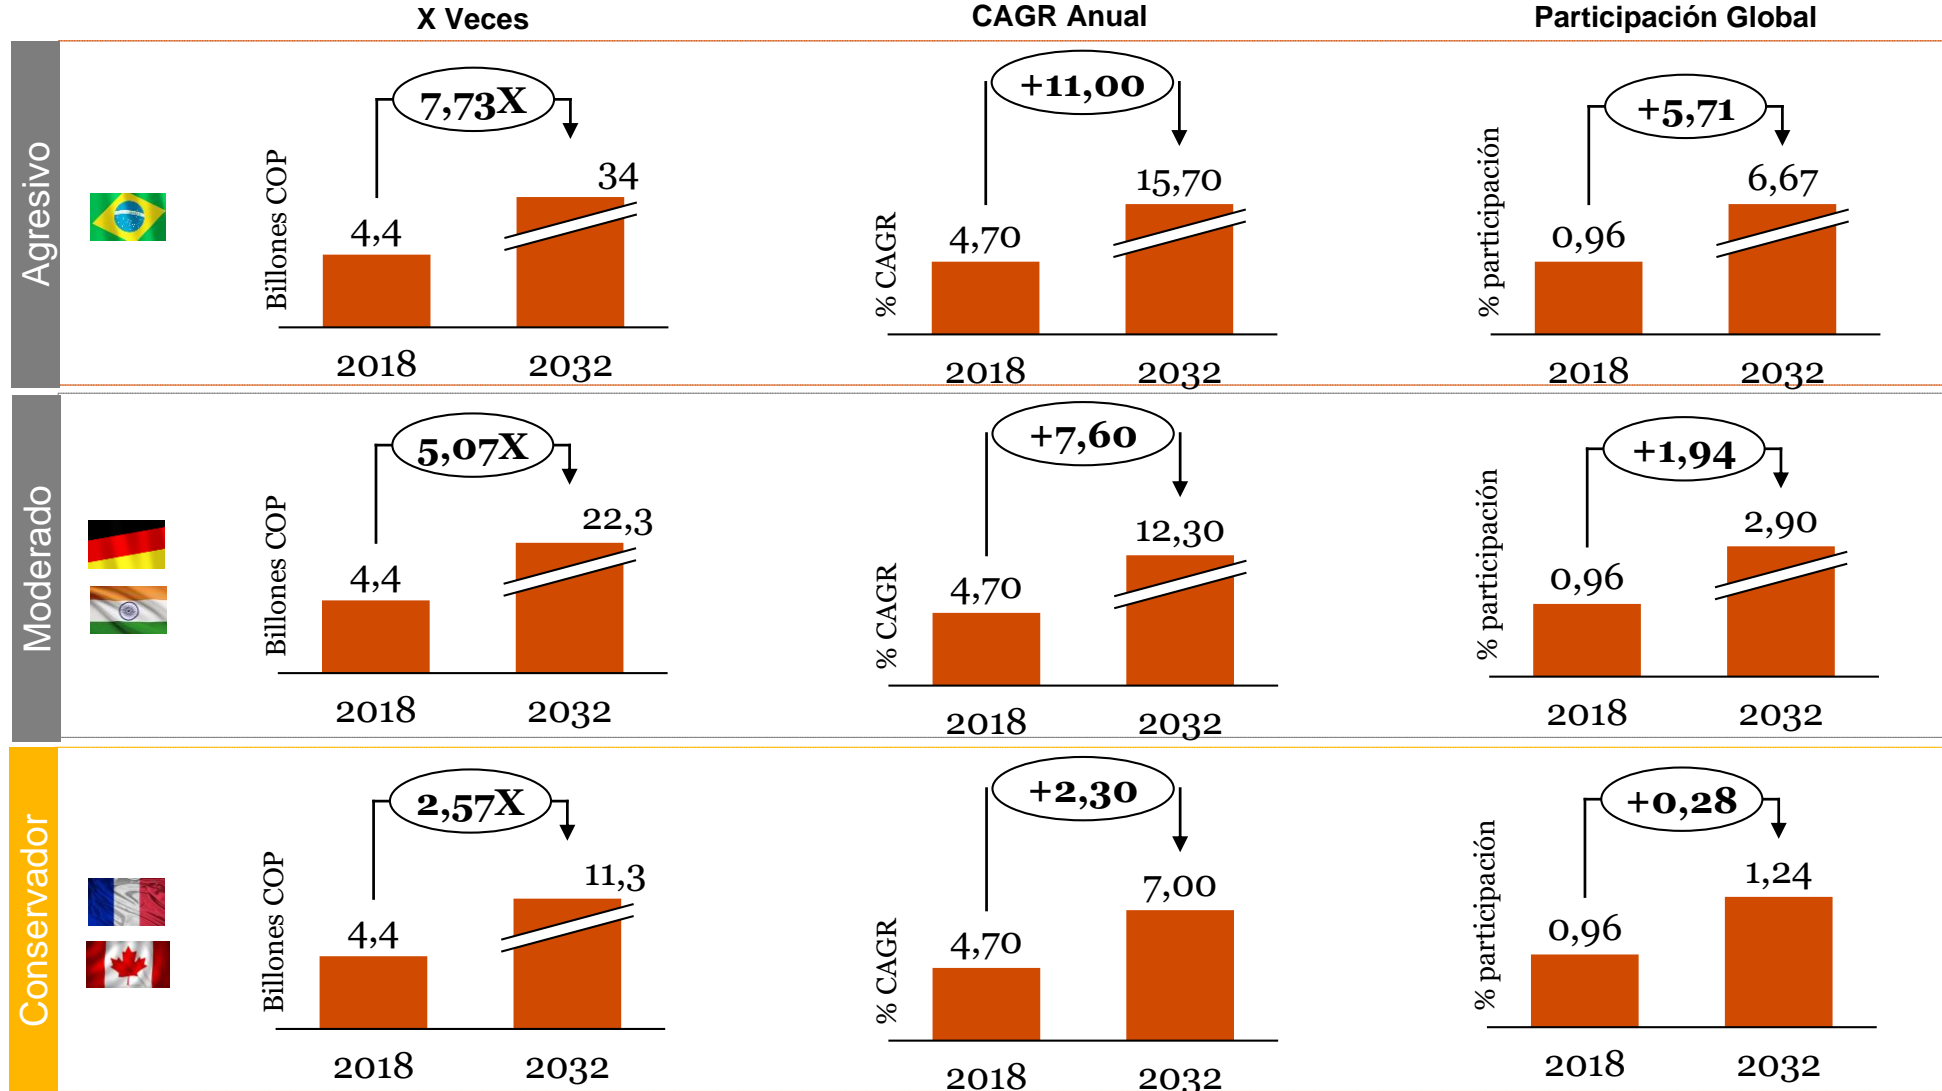 X Veces
CAGR Anual
Participación Global
Agresivo
Billones COP
7,73X
4,4
34
2018
2032
% CAGR
+11,00
4,70
15,70
2018
2032
% participación
+5,71
0,96
6,67
2018
2032
Moderado
Billones COP
5,07X
4,4
22,3
2018
2032
% CAGR
+7,60
4,70
12,30
2018
2032
% participación
+1,94
0,96
2,90
2018
2032
Conservador
Billones COP
2,57X
4,4
11,3
2018
2032
% CAGR
+2,30
4,70
7,00
2018
2032
% participación
+0,28
0,96
1,24
2018
2032